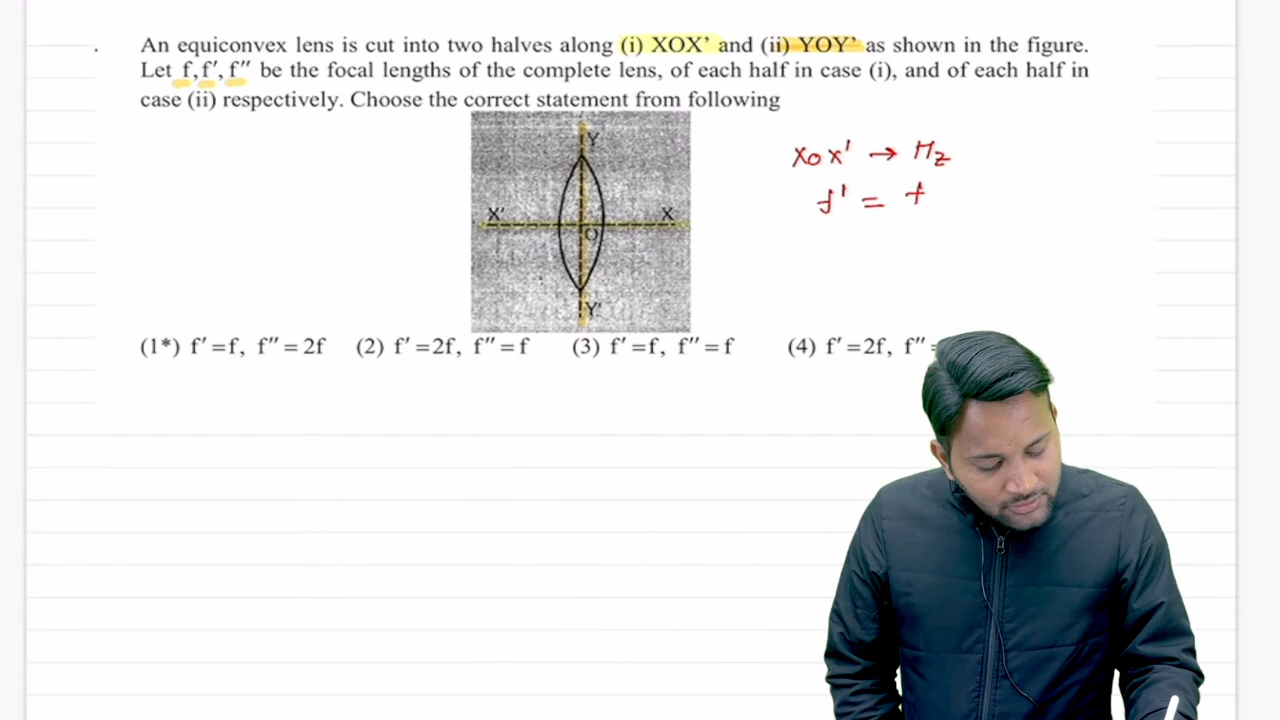 An equiconvex lens is cut into two halves along (i) XOX’ and (ii) YOY’ as shown in the figure.
Let f,f′,f″ be the focal lengths of the complete lens, of each half in case (i), and of each half in
case (ii) respectively. Choose the correct statement from following
Y
X' X
O
Y'
XOX' → Hz
f' = f
(1*) f′=f, f″=2f (2) f′=2f, f″=f (3) f′=f, f″=f (4) f′=2f, f″=